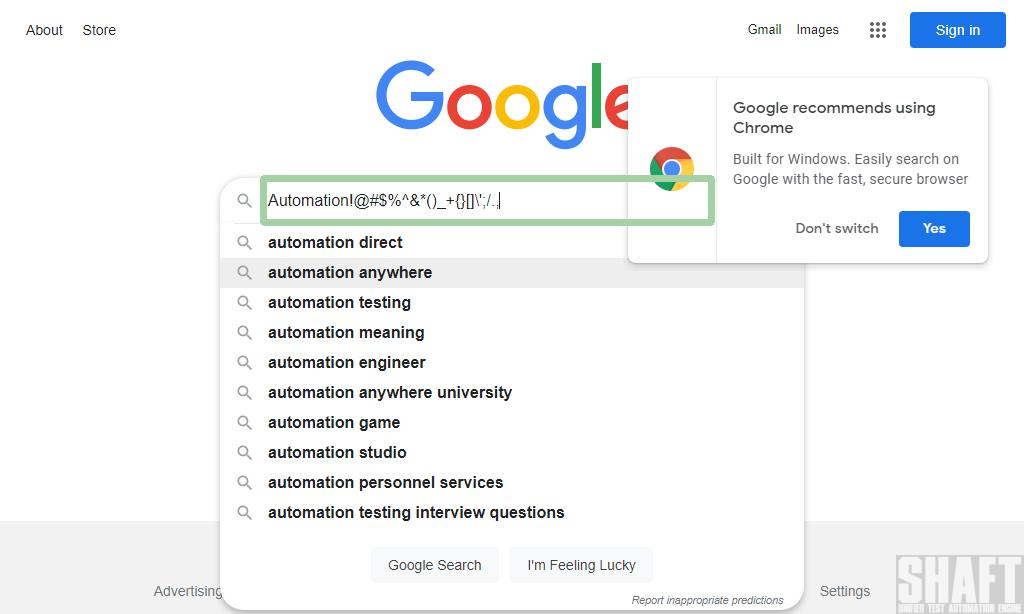 About Store
Gmail Images
Sign in
Google
Google recommends using
Chrome
Built for Windows. Easily search on
Google with the fast, secure browser
Don't switch
Yes
Automation!@#$%^&*()_+{}[]\';/.,
automation direct
automation anywhere
automation testing
automation meaning
automation engineer
automation anywhere university
automation game
automation studio
automation personnel services
automation testing interview questions
Google Search
I'm Feeling Lucky
Report inappropriate predictions
Advertising
Settings
SHAFT
UNIFIED TEST AUTOMATION ENGINE